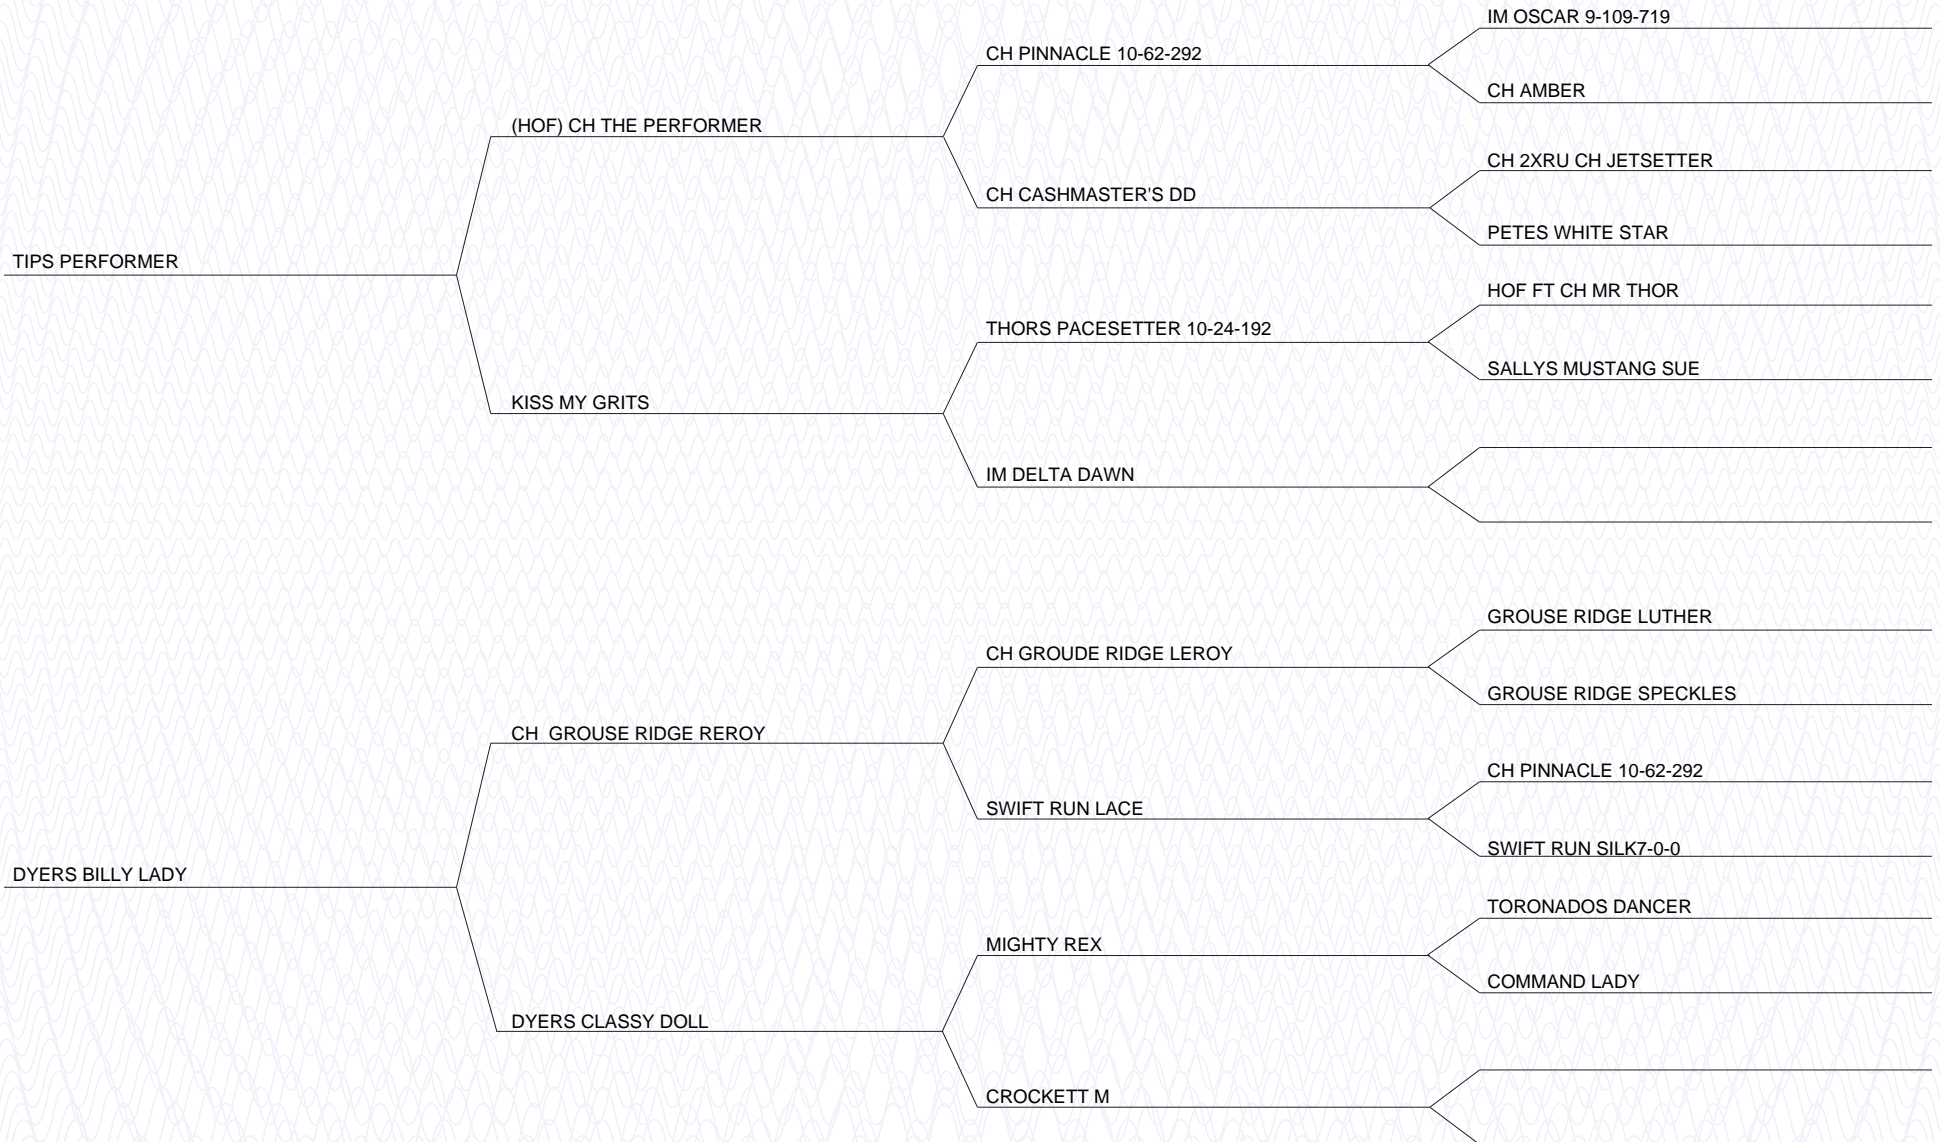 IM OSCAR 9-109-719
CH PINNACLE 10-62-292
CH AMBER
(HOF) CH THE PERFORMER
CH 2XRU CH JETSETTER
CH CASHMASTER'S DD
PETES WHITE STAR
TIPS PERFORMER
HOF FT CH MR THOR
THORS PACESETTER 10-24-192
SALLYS MUSTANG SUE
KISS MY GRITS
IM DELTA DAWN
GROUSE RIDGE LUTHER
CH GROUDE RIDGE LEROY
GROUSE RIDGE SPECKLES
CH  GROUSE RIDGE REROY
CH PINNACLE 10-62-292
SWIFT RUN LACE
SWIFT RUN SILK7-0-0
DYERS BILLY LADY
TORONADOS DANCER
MIGHTY REX
COMMAND LADY
DYERS CLASSY DOLL
CROCKETT M